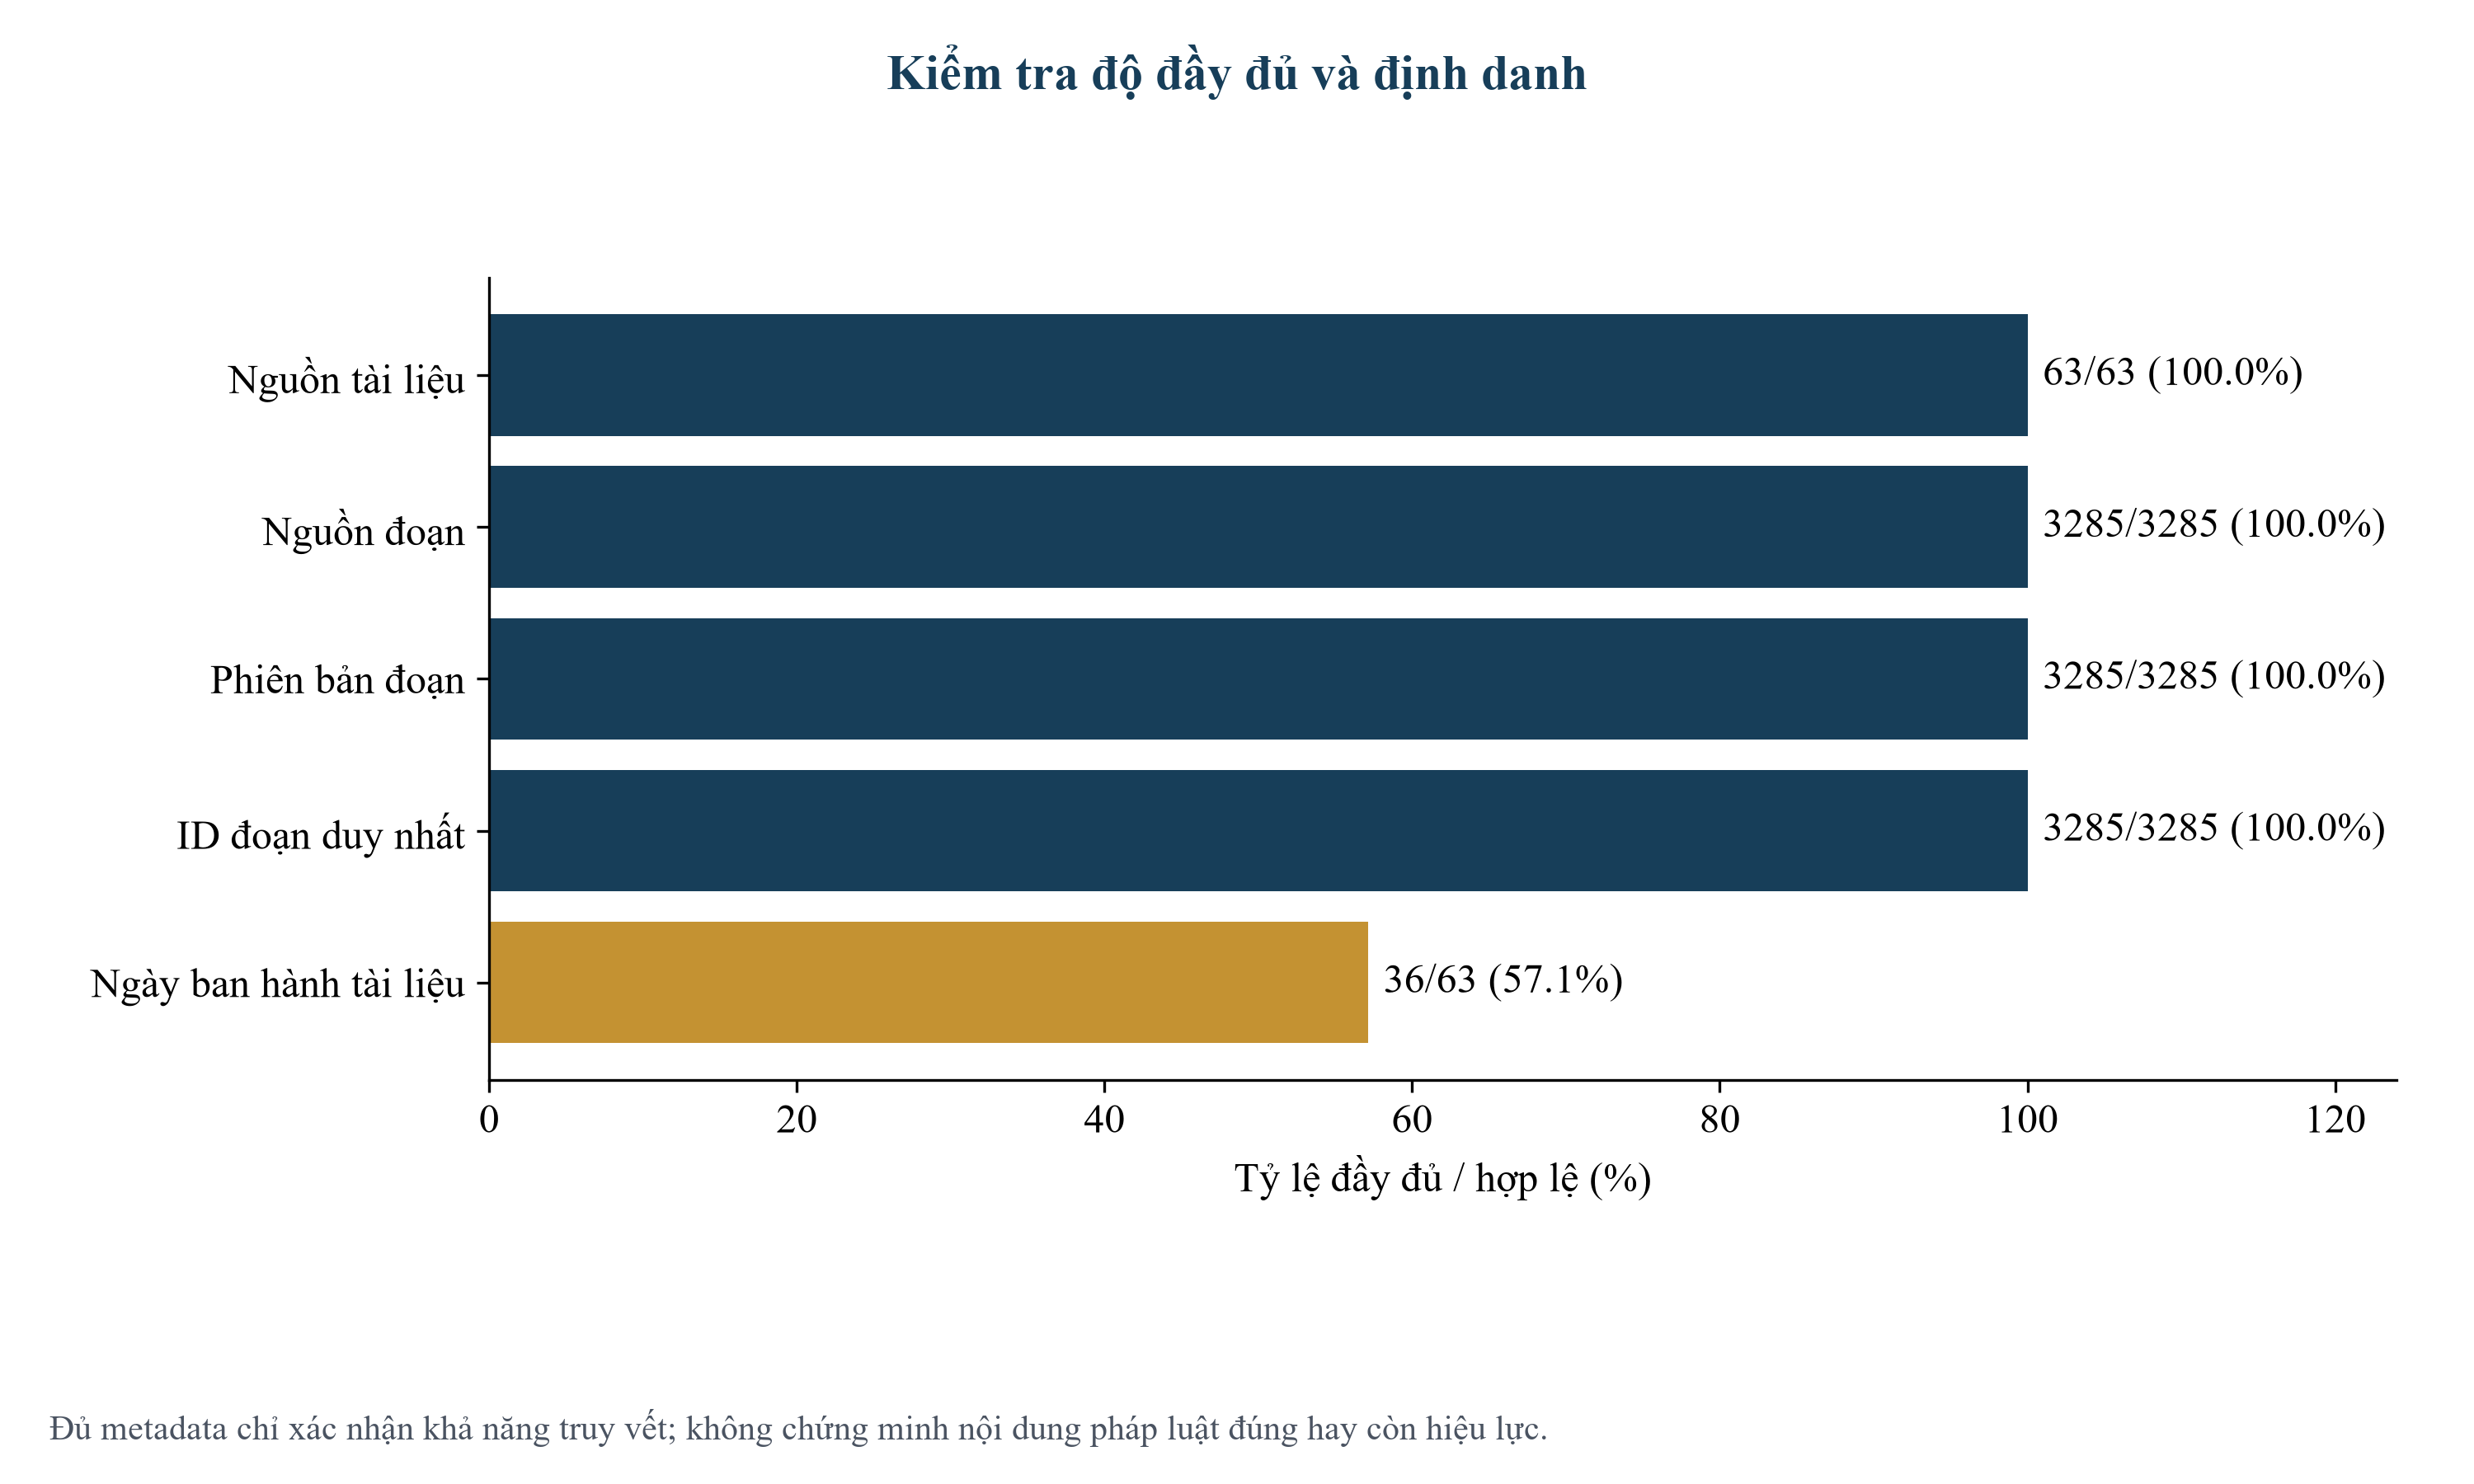 Kiểm tra độ đầy đủ và định danh
Nguồn tài liệu
63/63 (100.0%)
Nguồn đoạn
3285/3285 (100.0%)
Phiên bản đoạn
3285/3285 (100.0%)
ID đoạn duy nhất
3285/3285 (100.0%)
Ngày ban hành tài liệu
36/63 (57.1%)
0 20 40 60 80 100 120
Tỷ lệ đầy đủ / hợp lệ (%)
Đủ metadata chỉ xác nhận khả năng truy vết; không chứng minh nội dung pháp luật đúng hay còn hiệu lực.